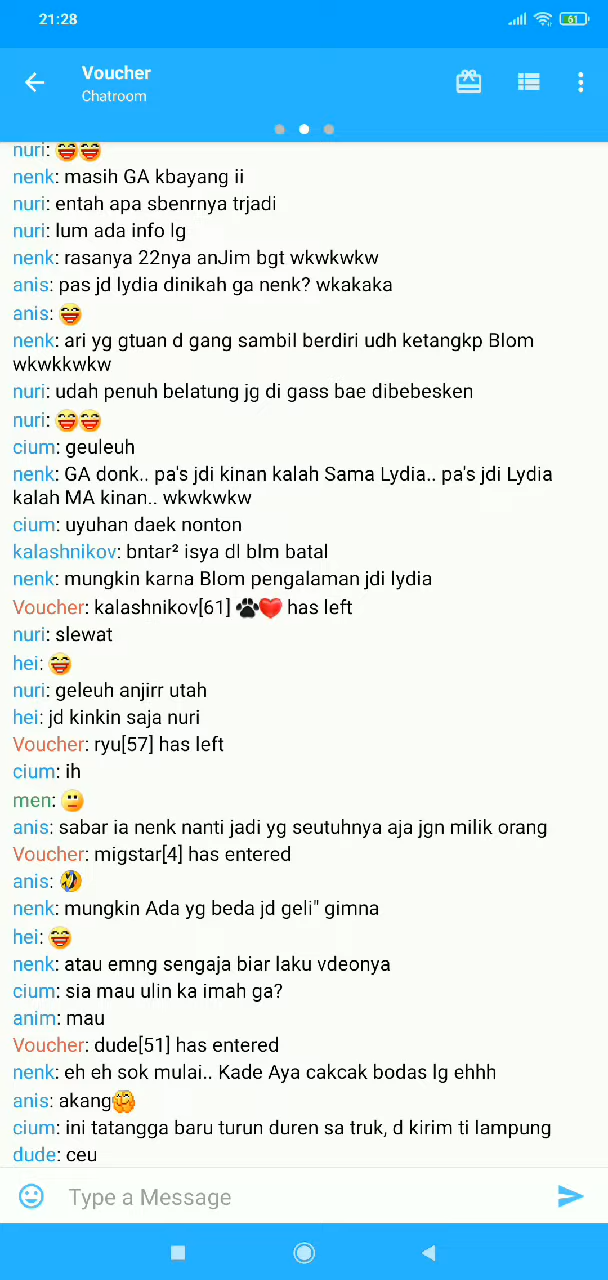 21:28
61
Voucher
Chatroom
nuri: 😆😆
nenk: masih GA kbayang ii
nuri: entah apa sbenrnya trjadi
nuri: lum ada info lg
nenk: rasanya 22nya anJim bgt wkwkwkw
anis: pas jd lydia dinikah ga nenk? wkakaka
anis: 😆
nenk: ari yg gtuan d gang sambil berdiri udh ketangkp Blom
wkwkkwkw
nuri: udah penuh belatung jg di gass bae dibebesken
nuri: 😆😆
cium: geuleuh
nenk: GA donk.. pa's jdi kinan kalah Sama Lydia.. pa's jdi Lydia
kalah MA kinan.. wkwkwkw
cium: uyuhan daek nonton
kalashnikov: bntar² isya dl blm batal
nenk: mungkin karna Blom pengalaman jdi lydia
Voucher: kalashnikov[61] 🐾❤️ has left
nuri: slewat
hei: 😆
nuri: geleuh anjirr utah
hei: jd kinkin saja nuri
Voucher: ryu[57] has left
cium: ih
men: 🙄
anis: sabar ia nenk nanti jadi yg seutuhnya aja jgn milik orang
Voucher: migstar[4] has entered
anis: 🤣
nenk: mungkin Ada yg beda jd geli" gimna
hei: 😆
nenk: atau emng sengaja biar laku vdeonya
cium: sia mau ulin ka imah ga?
anim: mau
Voucher: dude[51] has entered
nenk: eh eh sok mulai.. Kade Aya cakcak bodas lg ehhh
anis: akang🤗
cium: ini tatangga baru turun duren sa truk, d kirim ti lampung
dude: ceu
Type a Message